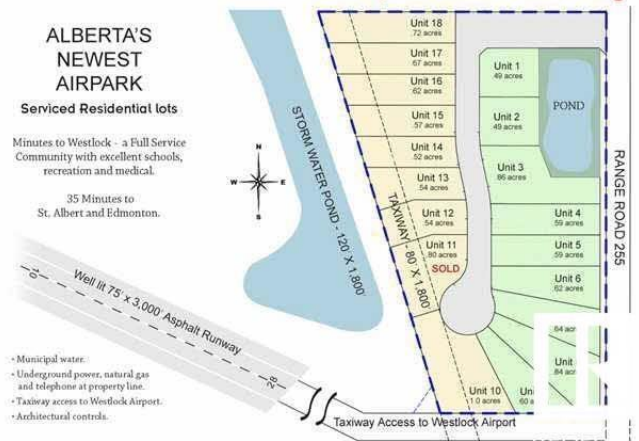 ALBERTA'S
NEWEST
AIRPARK
Serviced Residential lots
Minutes to Westlock - a Full Service
Community with excellent schools,
recreation and medical.
35 Minutes to
St. Albert and Edmonton.
N
W E
S
STORM WATER POND - 120' X 1,800'
TAXIWAY - 80' X 1,800'
Unit 18
.72 acres
Unit 17
.67 acres
Unit 16
.62 acres
Unit 15
.57 acres
Unit 14
.52 acres
Unit 13
.54 acres
Unit 12
.54 acres
Unit 11
.80 acres
SOLD
Unit 10
1.0 acres
Unit 1
.49 acres
Unit 2
.49 acres
Unit 3
.86 acres
POND
Unit 4
.59 acres
Unit 5
.59 acres
Unit 6
.62 acres
.64
Unit
.84
.60
RANGE ROAD 255
10
Well lit 75' x 3,000' Asphalt Runway
28
• Municipal water.
• Underground power, natural gas
and telephone at property line.
• Taxiway access to Westlock Airport.
• Architectural controls.
Taxiway Access to Westlock Airport